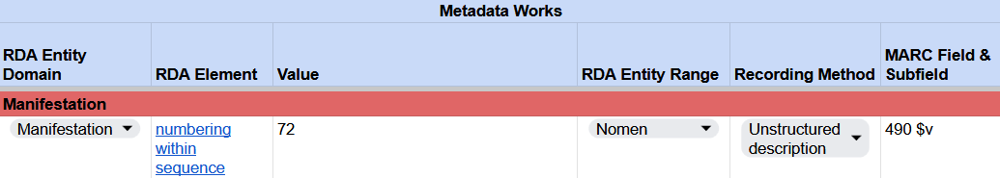 Metadata Works
RDA Entity Domain RDA Element Value RDA Entity Range Recording Method MARC Field & Subfield
Manifestation
Manifestation numbering within sequence 72 Nomen Unstructured description 490 $v